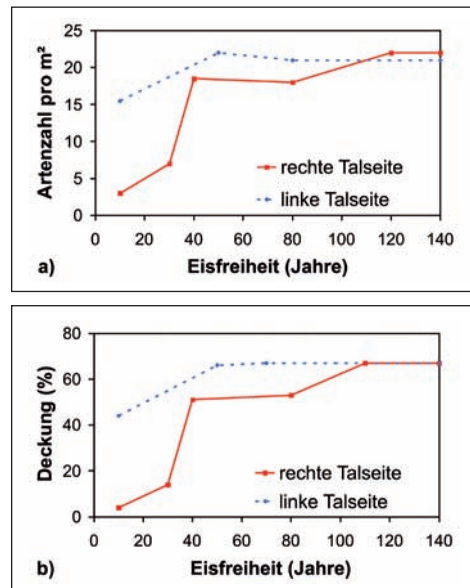 25
20
15
10
5
0
Artenzahl pro m²
rechte Talseite
linke Talseite
0 20 40 60 80 100 120 140
a) Eisfreiheit (Jahre)
80
60
40
20
0
Deckung (%)
rechte Talseite
linke Talseite
0 20 40 60 80 100 120 140
b) Eisfreiheit (Jahre)